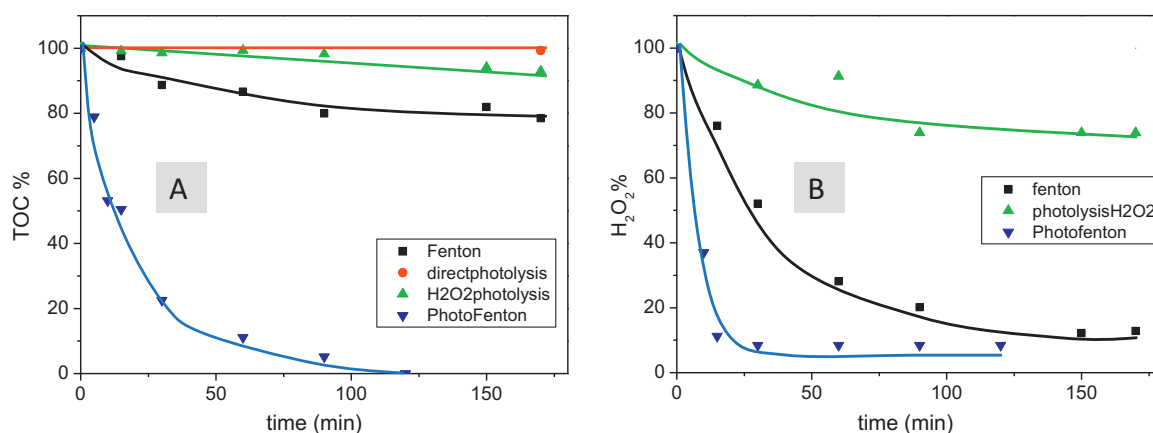 TOC %
100
80
60
40
20
0
0
50
100
150
time (min)
A
Fenton
directphotolysis
H2O2photolysis
PhotoFenton
H₂O₂%
100
80
60
40
20
0
0
50
100
150
time (min)
B
fenton
photolysisH2O2
Photofenton